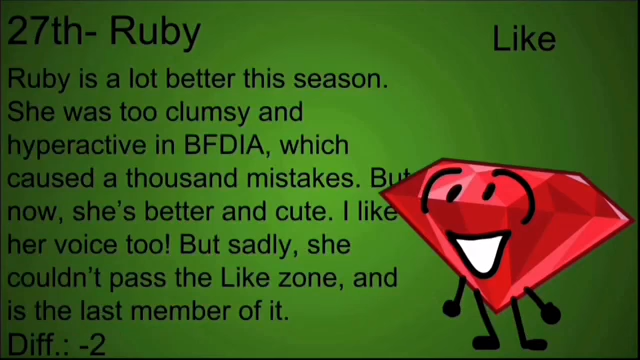 27th- Ruby
Like
Ruby is a lot better this season.
She was too clumsy and
hyperactive in BFDIA, which
caused a thousand mistakes. But
now, she's better and cute. I like
her voice too! But sadly, she
couldn't pass the Like zone, and
is the last member of it.
Diff.: -2